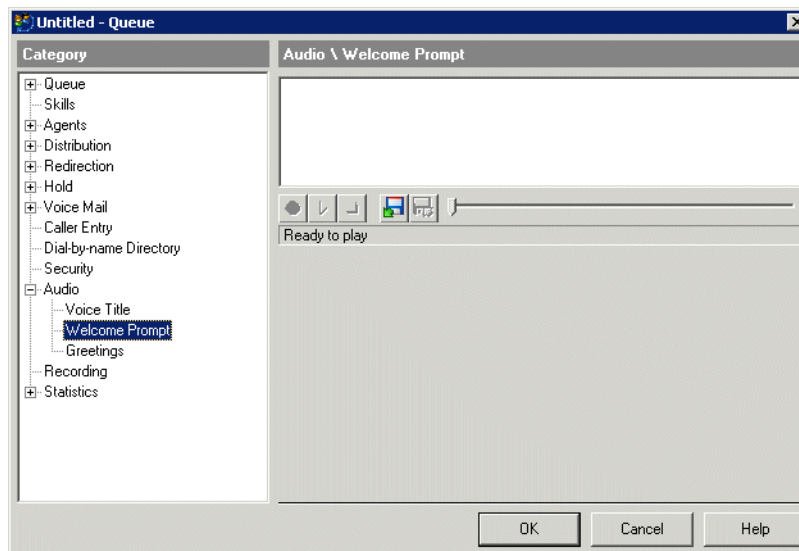 Untitled - Queue
Category
Queue
Skills
Agents
Distribution
Redirection
Hold
Voice Mail
Caller Entry
Dial-by-name Directory
Security
Audio
Voice Title
Welcome Prompt
Greetings
Recording
Statistics
Audio \ Welcome Prompt
Ready to play
OK
Cancel
Help